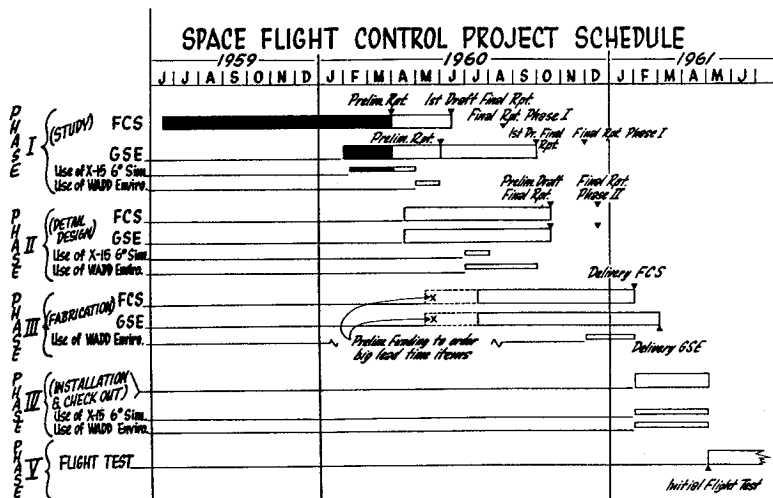 SPACE FLIGHT CONTROL PROJECT SCHEDULE
1959 1960 1961
J J A S O N D J F M A M J J A S O N D J F M A M J
PHASE I (STUDY)
FCS
Prelim. Rpt.
1st Draft Final Rpt.
Final Rpt. Phase I
GSE
Prelim. Rpt.
1st Dr. Final Rpt.
Final Rpt. Phase I
Use of X-15 6° Sim.
Use of WADD Enviro.
PHASE II (DETAIL DESIGN)
FCS
Prelim. Draft
Final Rpt.
Final Rpt.
Phase II
GSE
Use of X-15 6° Sim.
Use of WADD Enviro.
PHASE III (FABRICATION)
FCS
x
Delivery FCS
GSE
x
Delivery GSE
Use of WADD Enviro.
Prelim. Funding to order
big lead time items
PHASE IV (INSTALLATION
& CHECK OUT)
Use of X-15 6° Sim.
Use of WADD Enviro.
PHASE V
FLIGHT TEST
Initial Flight Test